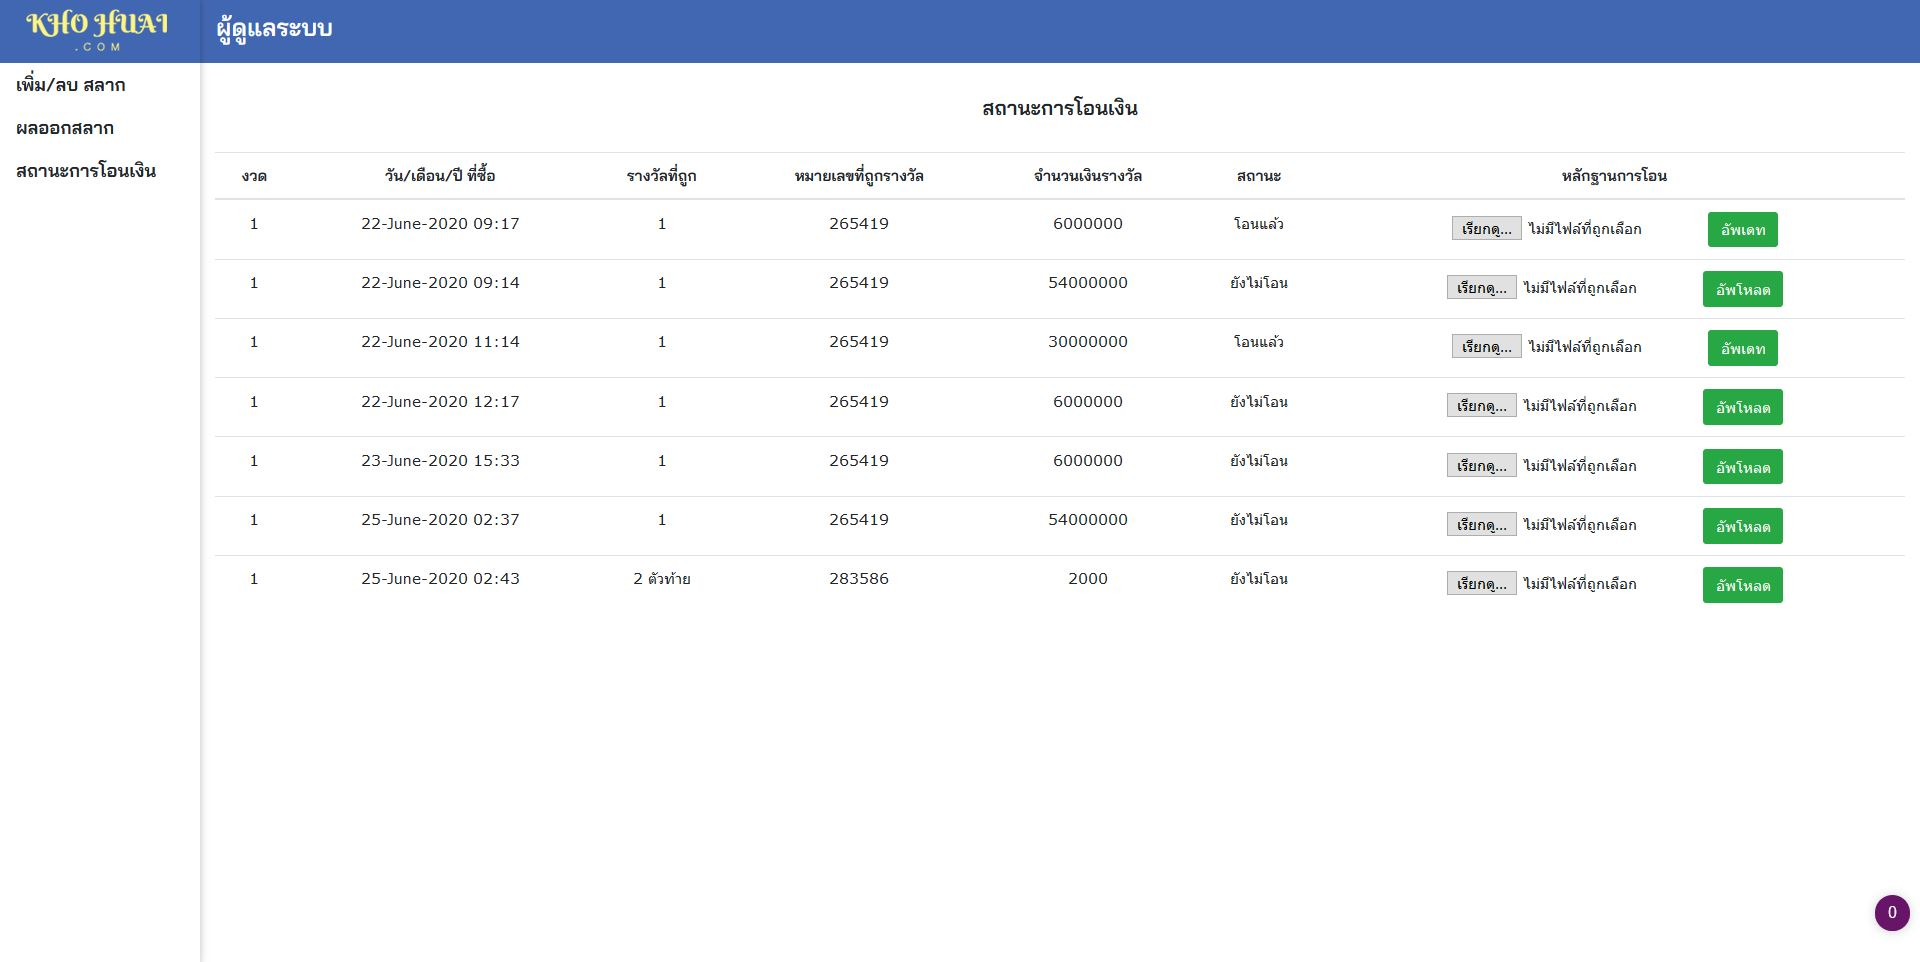 KHO HUAI
.COM
ผู้ดูแลระบบ
เพิ่ม/ลบ สลาก
ผลออกสลาก
สถานะการโอนเงิน
สถานะการโอนเงิน
งวด วัน/เดือน/ปี ที่ซื้อ รางวัลที่ถูก หมายเลขที่ถูกรางวัล จำนวนเงินรางวัล สถานะ หลักฐานการโอน
1 22-June-2020 09:17 1 265419 6000000 โอนแล้ว เรียกดู... ไม่มีไฟล์ที่ถูกเลือก อัพเดท
1 22-June-2020 09:14 1 265419 54000000 ยังไม่โอน เรียกดู... ไม่มีไฟล์ที่ถูกเลือก อัพโหลด
1 22-June-2020 11:14 1 265419 30000000 โอนแล้ว เรียกดู... ไม่มีไฟล์ที่ถูกเลือก อัพเดท
1 22-June-2020 12:17 1 265419 6000000 ยังไม่โอน เรียกดู... ไม่มีไฟล์ที่ถูกเลือก อัพโหลด
1 23-June-2020 15:33 1 265419 6000000 ยังไม่โอน เรียกดู... ไม่มีไฟล์ที่ถูกเลือก อัพโหลด
1 25-June-2020 02:37 1 265419 54000000 ยังไม่โอน เรียกดู... ไม่มีไฟล์ที่ถูกเลือก อัพโหลด
1 25-June-2020 02:43 2 ตัวท้าย 283586 2000 ยังไม่โอน เรียกดู... ไม่มีไฟล์ที่ถูกเลือก อัพโหลด
0